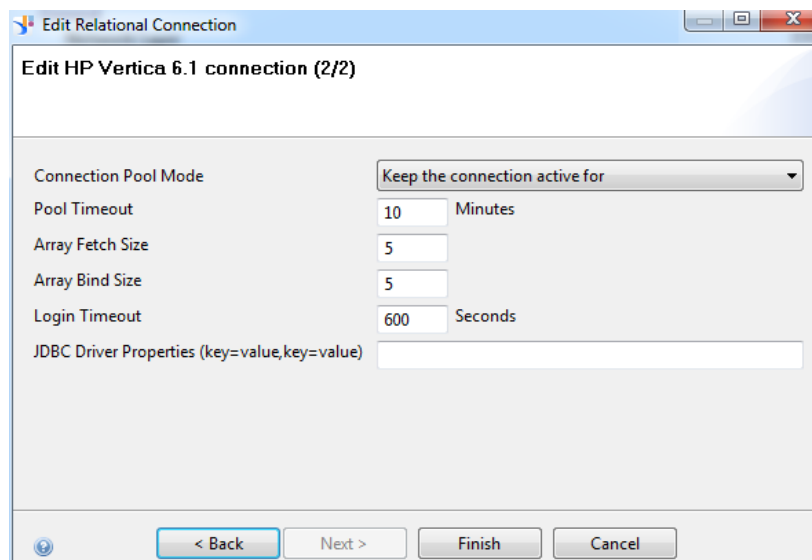 Edit Relational Connection
Edit HP Vertica 6.1 connection (2/2)
Connection Pool Mode Keep the connection active for
Pool Timeout 10 Minutes
Array Fetch Size 5
Array Bind Size 5
Login Timeout 600 Seconds
JDBC Driver Properties (key=value,key=value)
? < Back Next > Finish Cancel